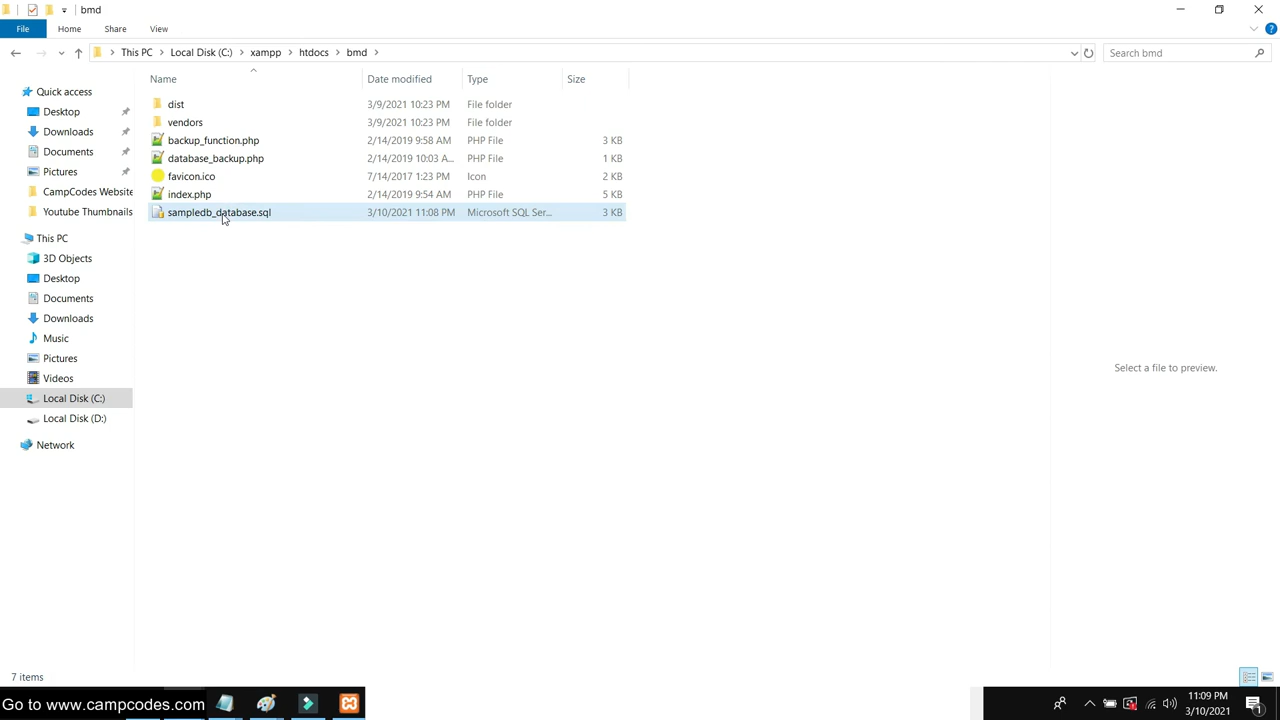 bmd
File Home Share View
This PC Local Disk (C:) xampp htdocs bmd Search bmd
Name Date modified Type Size
Quick access
Desktop
Downloads
Documents
Pictures
CampCodes Website
Youtube Thumbnails
This PC
3D Objects
Desktop
Documents
Downloads
Music
Pictures
Videos
Local Disk (C:)
Local Disk (D:)
Network
dist 3/9/2021 10:23 PM File folder
vendors 3/9/2021 10:23 PM File folder
backup_function.php 2/14/2019 9:58 AM PHP File 3 KB
database_backup.php 2/14/2019 10:03 A... PHP File 1 KB
favicon.ico 7/14/2017 1:23 PM Icon 2 KB
index.php 2/14/2019 9:54 AM PHP File 5 KB
sampledb_database.sql 3/10/2021 11:08 PM Microsoft SQL Ser... 3 KB
Select a file to preview.
7 items
Go to www.campcodes.com
11:09 PM
3/10/2021
1